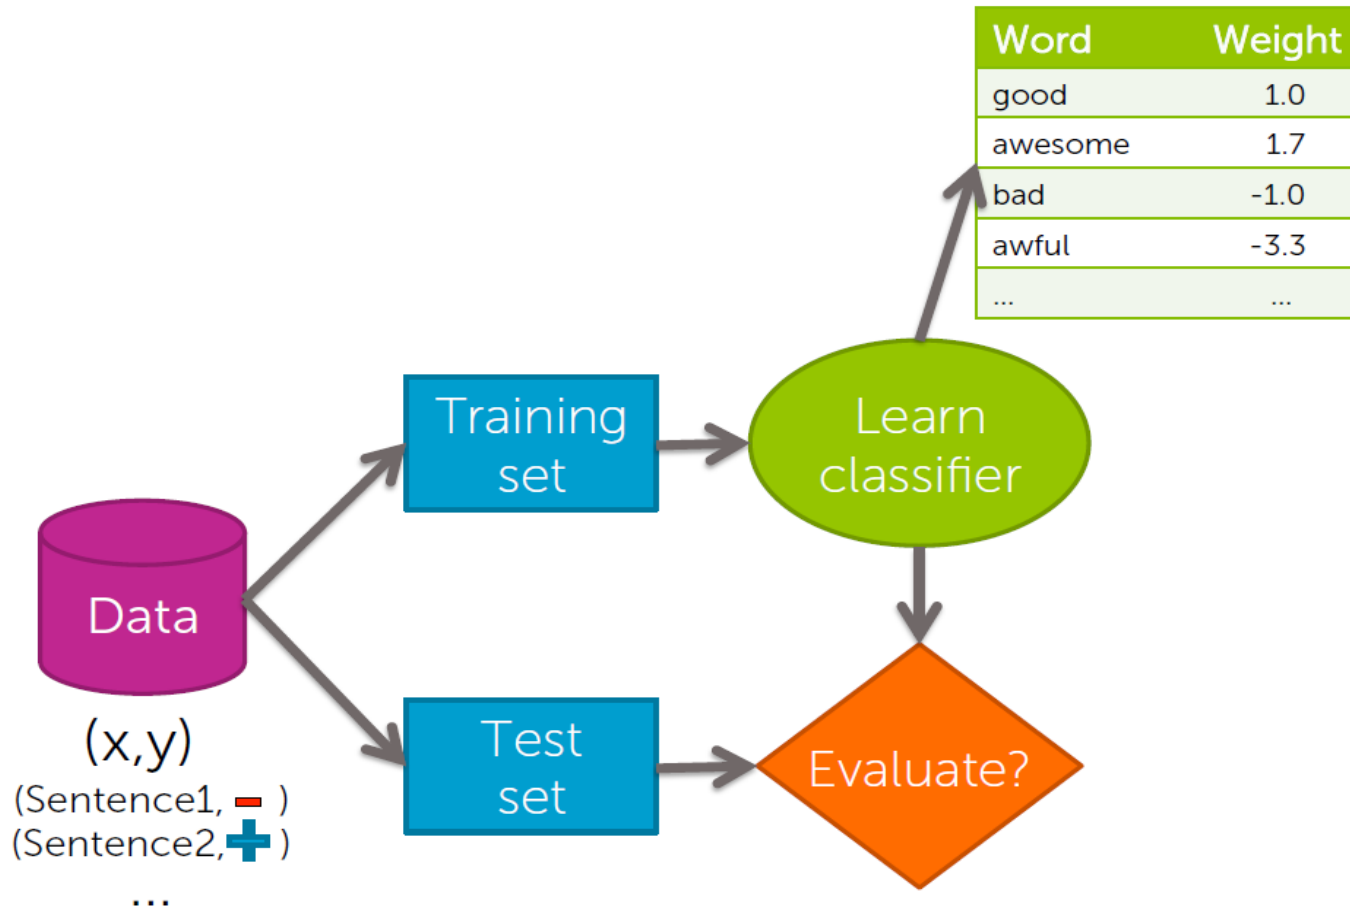 Word Weight
good 1.0
awesome 1.7
bad -1.0
awful -3.3
... ...
Training
set
Learn
classifier
Data
(x,y)
(Sentence1, - )
(Sentence2, + )
...
Test
set
Evaluate?